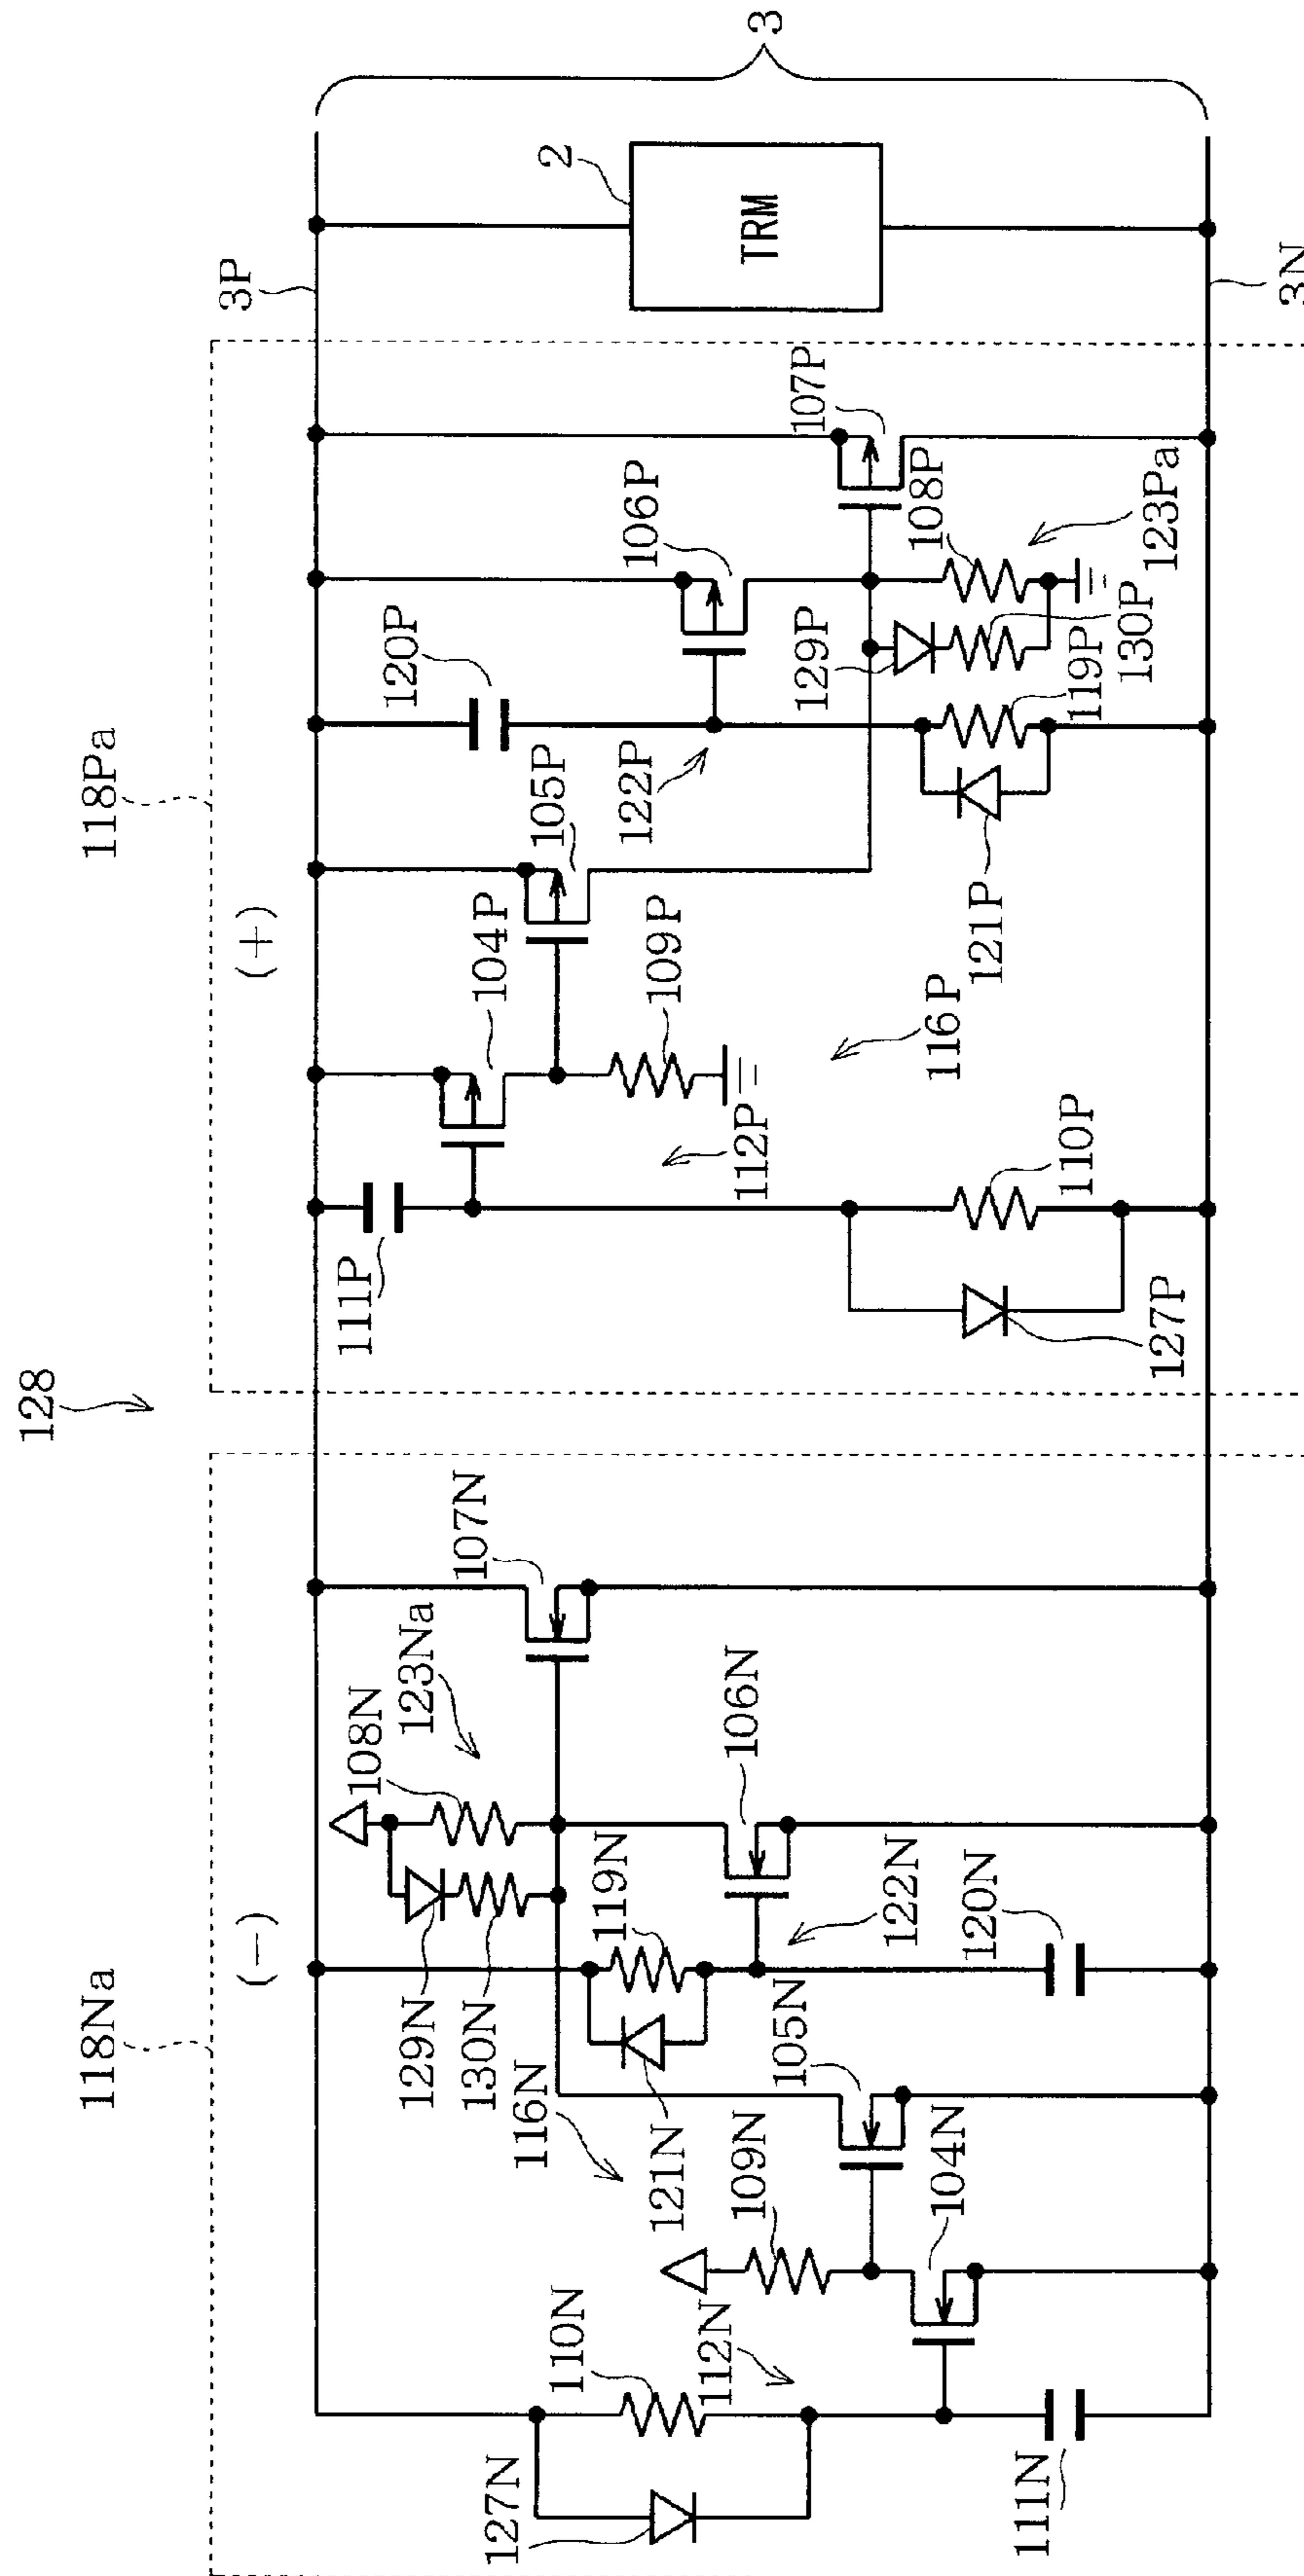 128
118Na
118Pa
(−)
(+)
3P
3
2
TRM
3N
107N
123Na
108N
106N
119N
122N
120N
129N
130N
116N
121N
105N
109N
104N
110N
112N
127N
111N
107P
106P
108P
123Pa
120P
129P
130P
119P
122P
105P
121P
104P
109P
116P
112P
110P
111P
127P